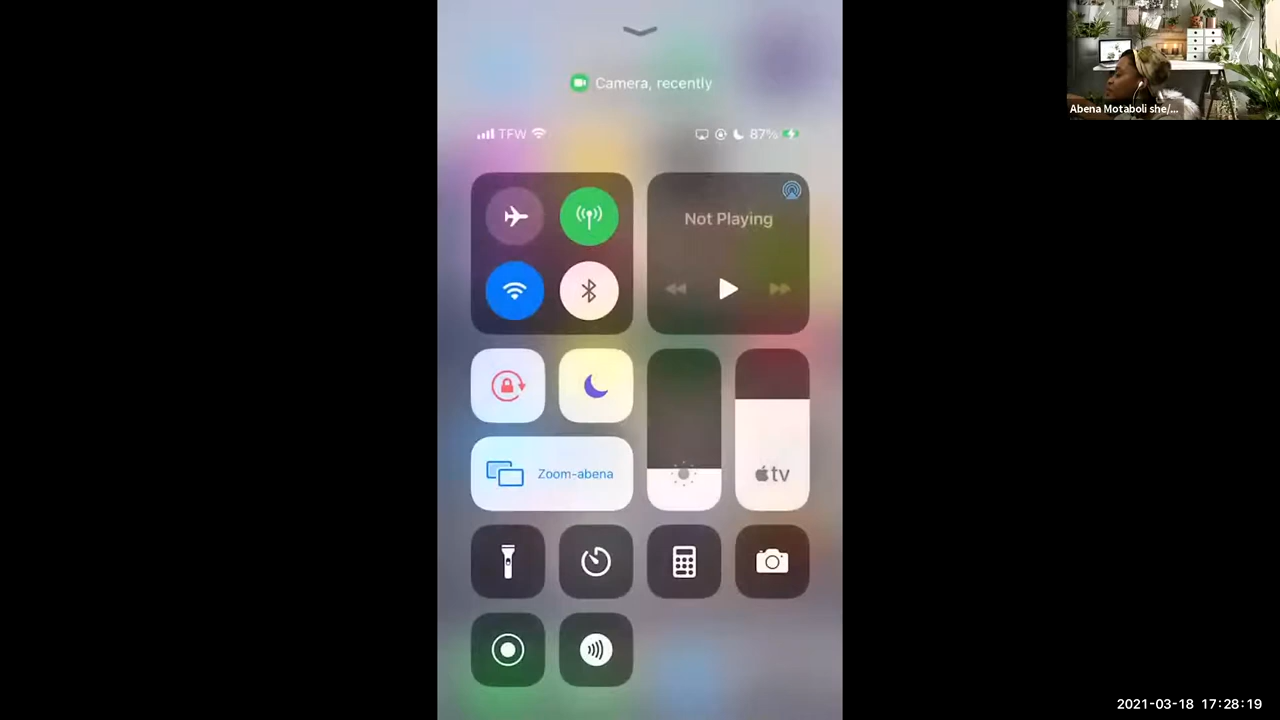 Camera, recently
TFW
87%
Not Playing
Zoom-abena
tv
Abena Motaboli she/...
2021-03-18 17:28:19